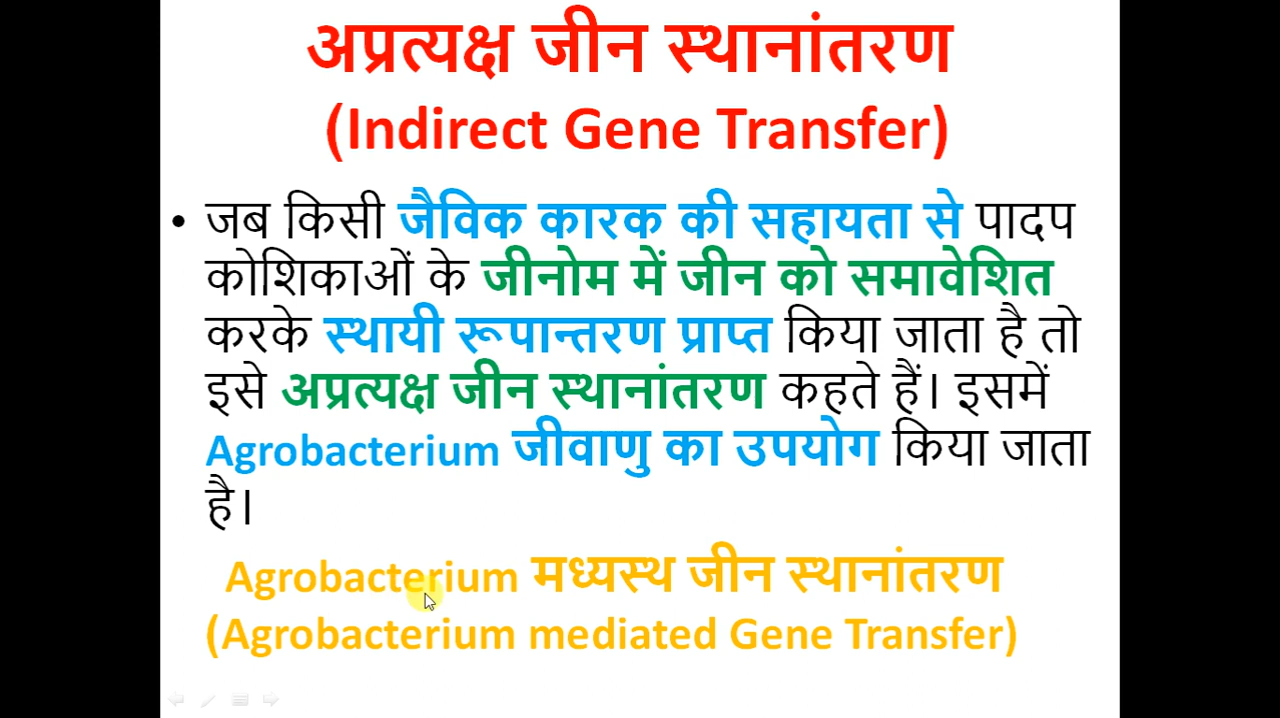 अप्रत्यक्ष जीन स्थानांतरण
(Indirect Gene Transfer)
• जब किसी जैविक कारक की सहायता से पादप
कोशिकाओं के जीनोम में जीन को समावेशित
करके स्थायी रूपान्तरण प्राप्त किया जाता है तो
इसे अप्रत्यक्ष जीन स्थानांतरण कहते हैं। इसमें
Agrobacterium जीवाणु का उपयोग किया जाता
है।
Agrobacterium मध्यस्थ जीन स्थानांतरण
(Agrobacterium mediated Gene Transfer)